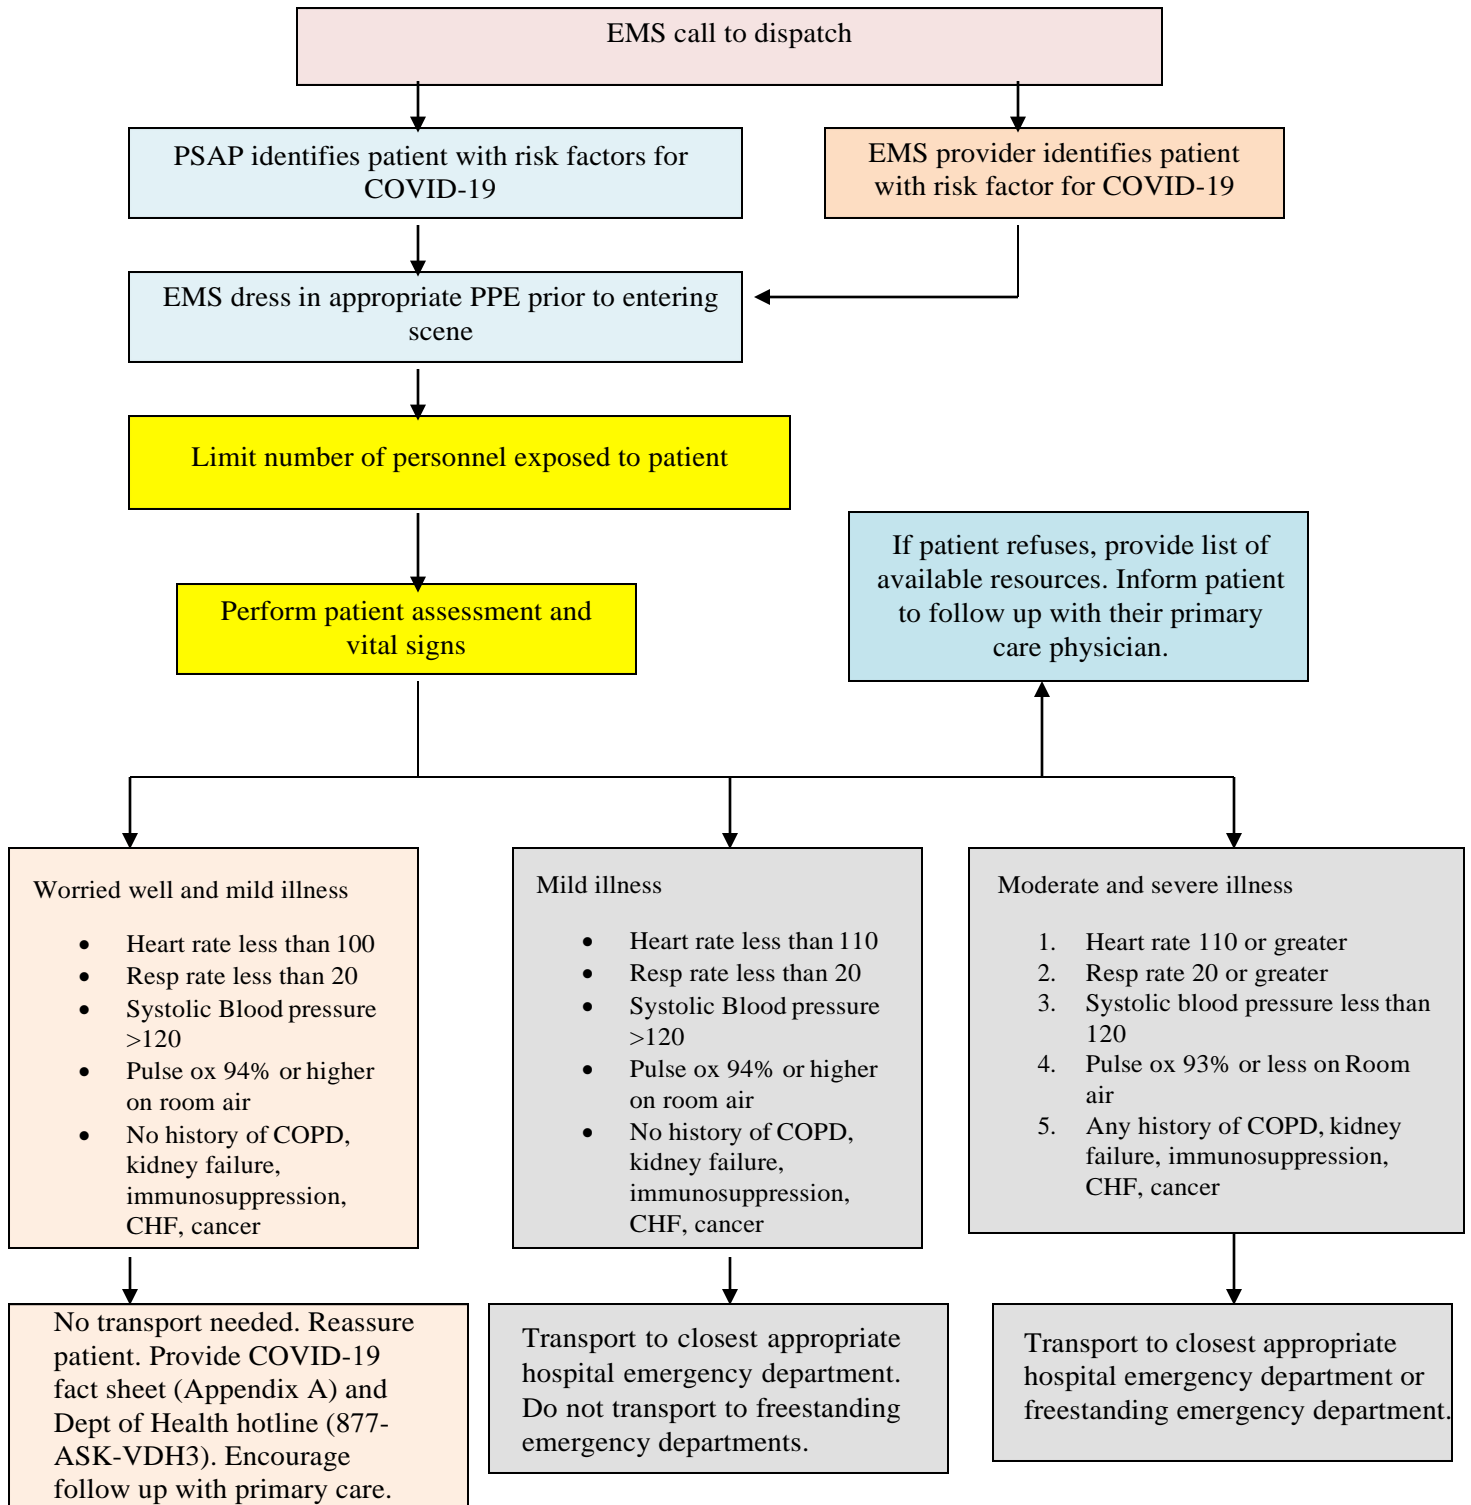 EMS call to dispatch
PSAP identifies patient with risk factors for
COVID-19
EMS provider identifies patient
with risk factor for COVID-19
EMS dress in appropriate PPE prior to entering
scene
Limit number of personnel exposed to patient
If patient refuses, provide list of
available resources. Inform patient
to follow up with their primary
care physician.
Perform patient assessment and
vital signs
Worried well and mild illness
• Heart rate less than 100
• Resp rate less than 20
• Systolic Blood pressure
>120
• Pulse ox 94% or higher
on room air
• No history of COPD,
kidney failure,
immunosuppression,
CHF, cancer
Mild illness
• Heart rate less than 110
• Resp rate less than 20
• Systolic Blood pressure
>120
• Pulse ox 94% or higher
on room air
• No history of COPD,
kidney failure,
immunosuppression,
CHF, cancer
Moderate and severe illness
1. Heart rate 110 or greater
2. Resp rate 20 or greater
3. Systolic blood pressure less than
120
4. Pulse ox 93% or less on Room
air
5. Any history of COPD, kidney
failure, immunosuppression,
CHF, cancer
No transport needed. Reassure
patient. Provide COVID-19
fact sheet (Appendix A) and
Dept of Health hotline (877-
ASK-VDH3). Encourage
follow up with primary care.
Transport to closest appropriate
hospital emergency department.
Do not transport to freestanding
emergency departments.
Transport to closest appropriate
hospital emergency department or
freestanding emergency department.